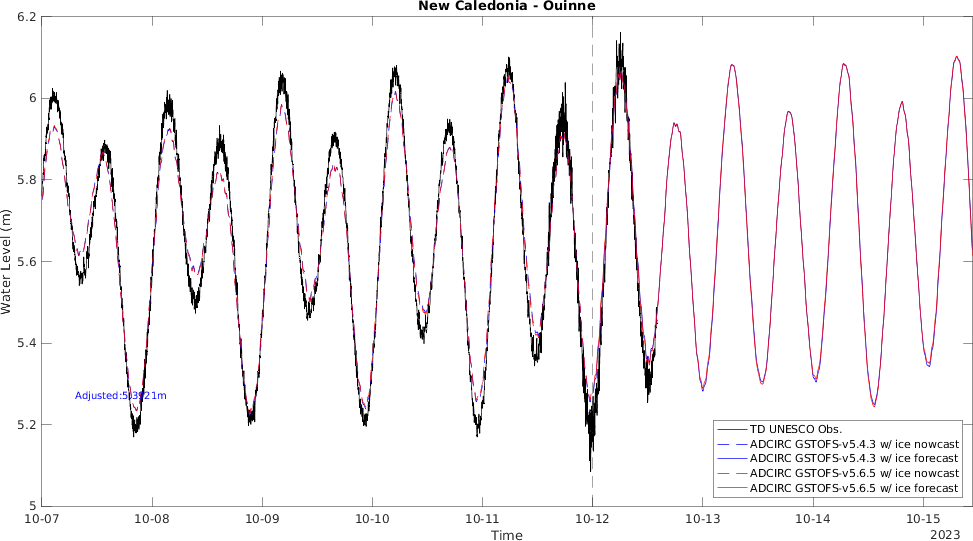 New Caledonia - Ouinne
6.2
6
5.8
5.6
5.4
5.2
5
Water Level (m)
Adjusted:5.3921m
TD UNESCO Obs.
ADCIRC GSTOFS-v5.4.3 w/ ice nowcast
ADCIRC GSTOFS-v5.4.3 w/ ice forecast
ADCIRC GSTOFS-v5.6.5 w/ ice nowcast
ADCIRC GSTOFS-v5.6.5 w/ ice forecast
10-07 10-08 10-09 10-10 10-11 10-12 10-13 10-14 10-15
Time
2023